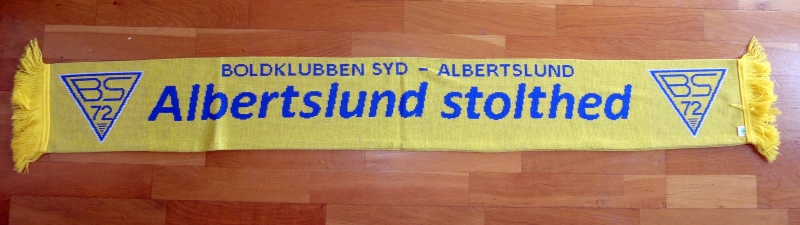 BOLDKLUBBEN SYD - ALBERTSLUND
Albertslund stolthed
BS
72
BS
72